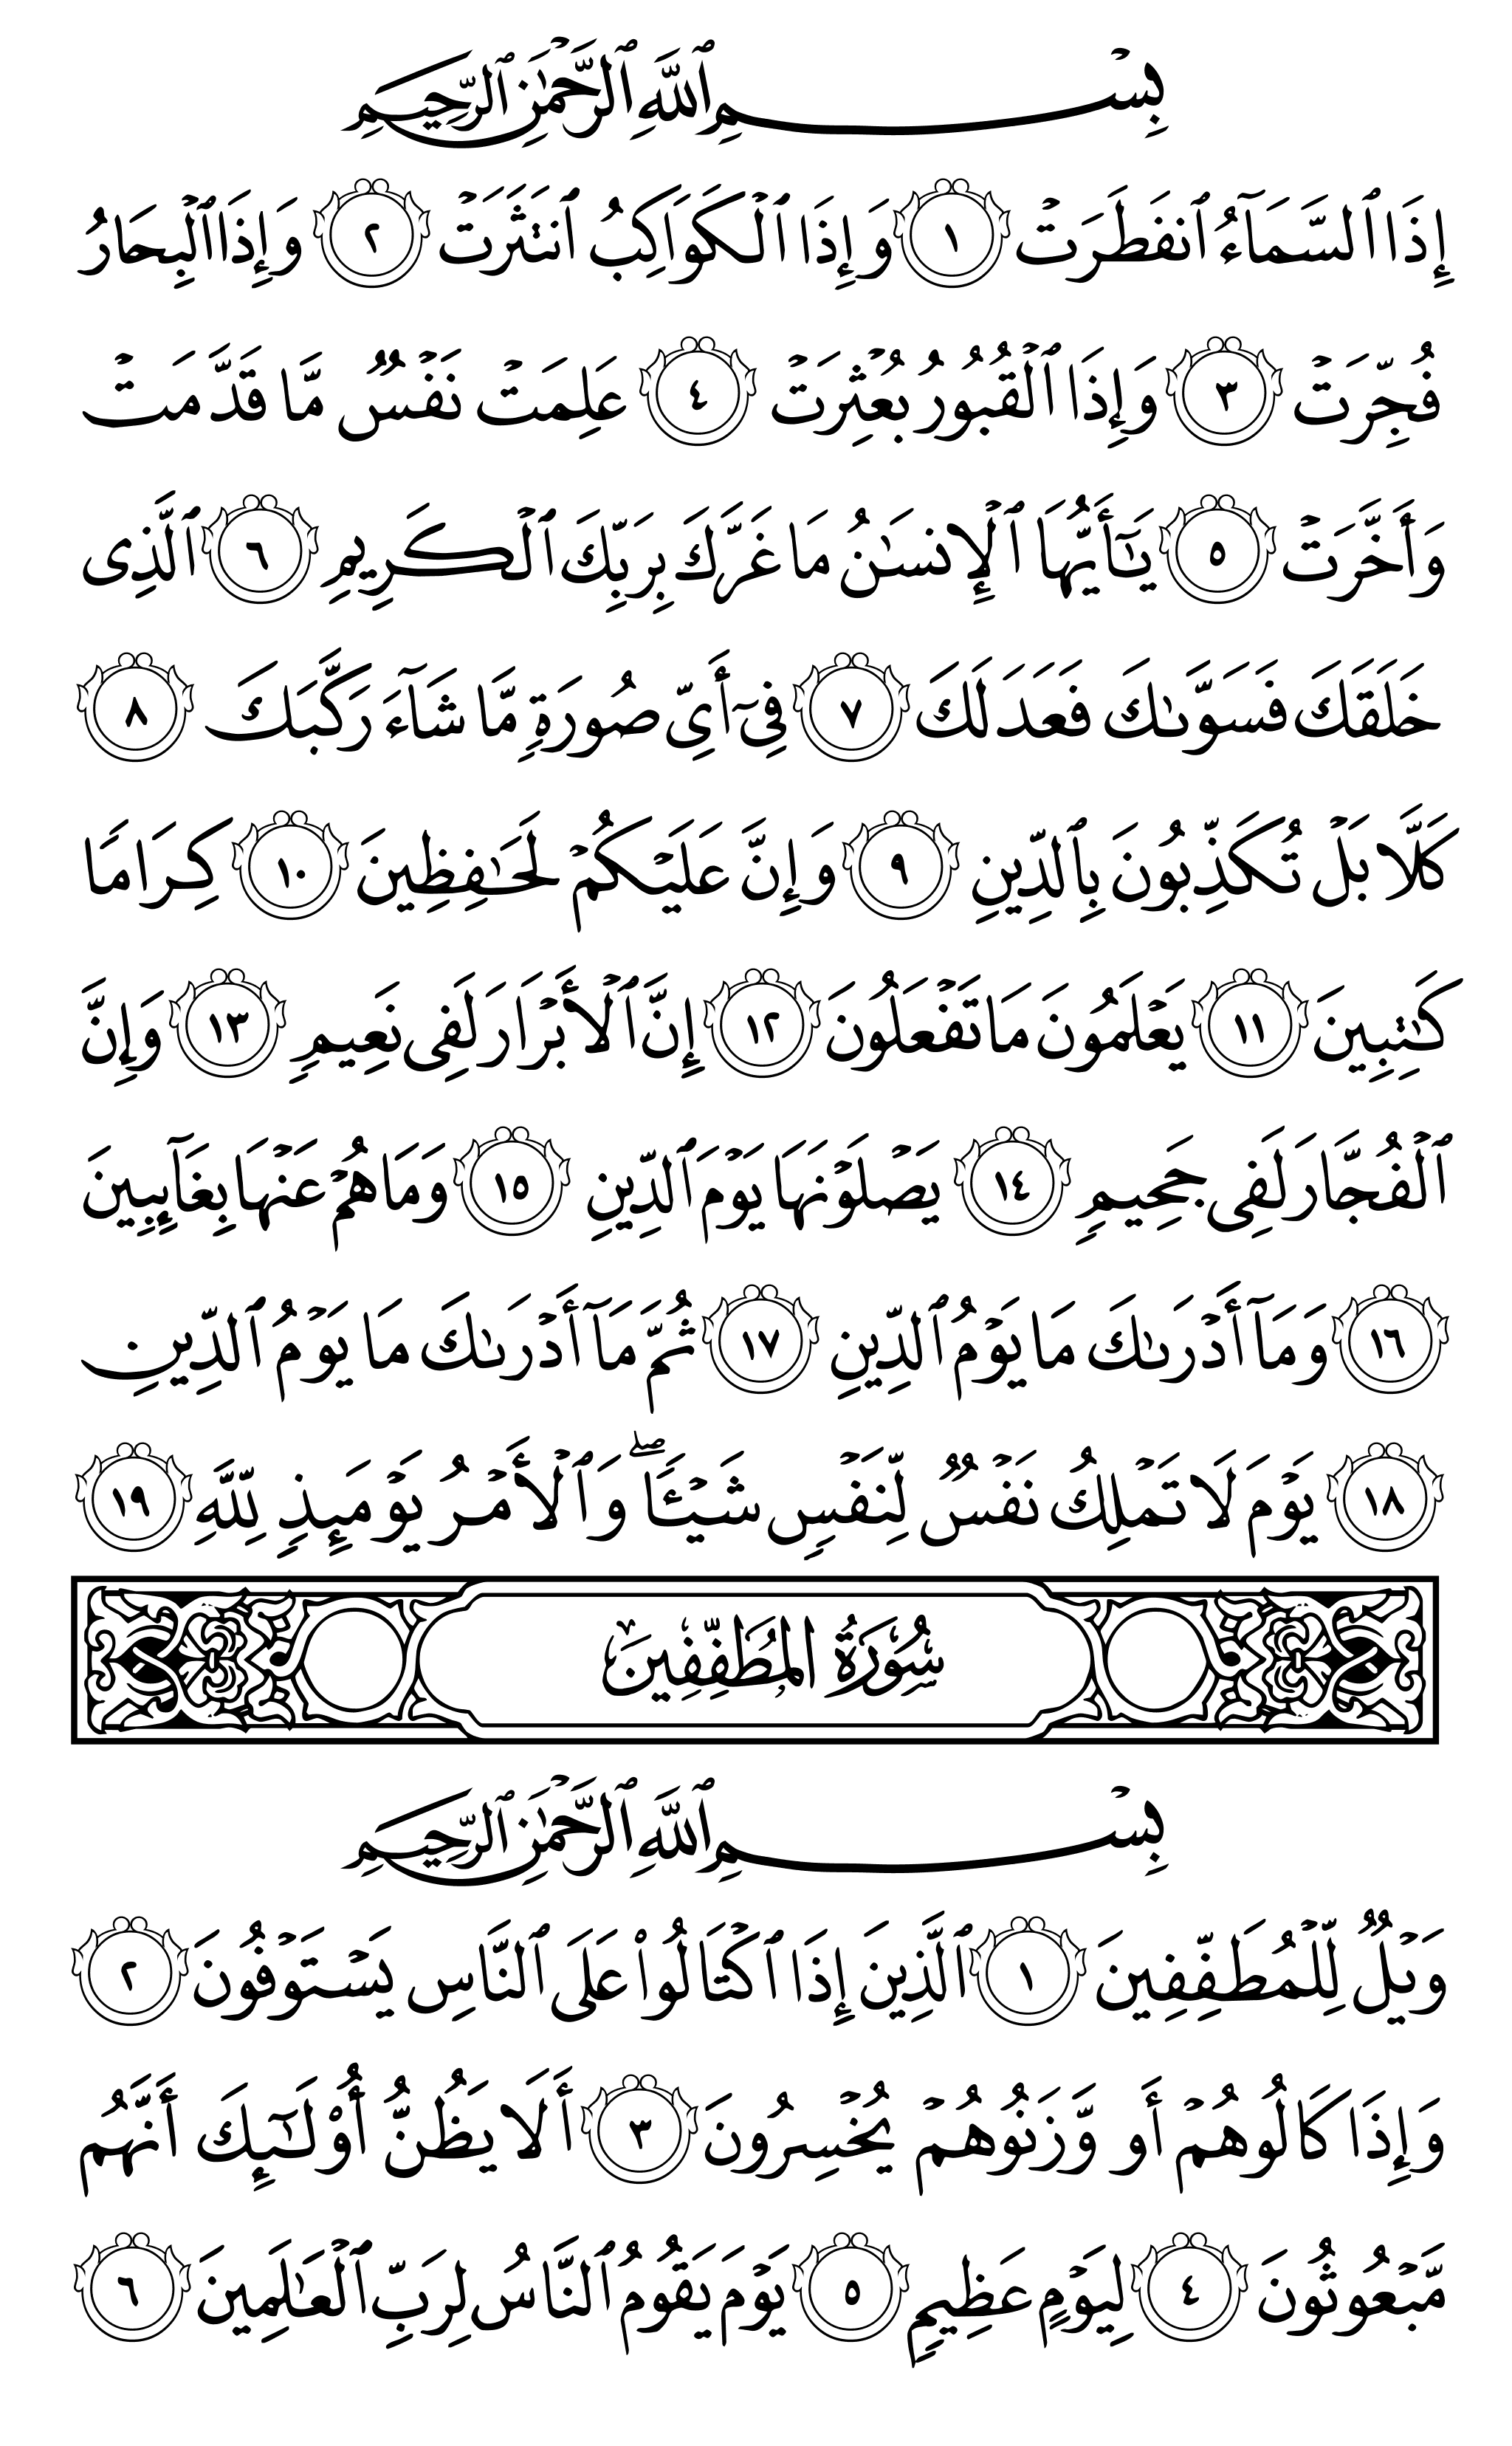 بِسْمِ ٱللَّهِ ٱلرَّحْمَٰنِ ٱلرَّحِيمِ
إِذَا ٱلسَّمَآءُ ٱنفَطَرَتْ ١ وَإِذَا ٱلْكَوَاكِبُ ٱنتَثَرَتْ ٢ وَإِذَا ٱلْبِحَارُ
فُجِّرَتْ ٣ وَإِذَا ٱلْقُبُورُ بُعْثِرَتْ ٤ عَلِمَتْ نَفْسٌ مَّا قَدَّمَتْ
وَأَخَّرَتْ ٥ يَٰٓأَيُّهَا ٱلْإِنسَٰنُ مَا غَرَّكَ بِرَبِّكَ ٱلْكَرِيمِ ٦ ٱلَّذِى
خَلَقَكَ فَسَوَّىٰكَ فَعَدَلَكَ ٧ فِىٓ أَىِّ صُورَةٍ مَّا شَآءَ رَكَّبَكَ ٨
كَلَّا بَلْ تُكَذِّبُونَ بِٱلدِّينِ ٩ وَإِنَّ عَلَيْكُمْ لَحَٰفِظِينَ ١٠ كِرَامًا
كَٰتِبِينَ ١١ يَعْلَمُونَ مَا تَفْعَلُونَ ١٢ إِنَّ ٱلْأَبْرَارَ لَفِى نَعِيمٍ ١٣ وَإِنَّ
ٱلْفُجَّارَ لَفِى جَحِيمٍ ١٤ يَصْلَوْنَهَا يَوْمَ ٱلدِّينِ ١٥ وَمَا هُمْ عَنْهَا بِغَآئِبِينَ
١٦ وَمَآ أَدْرَىٰكَ مَا يَوْمُ ٱلدِّينِ ١٧ ثُمَّ مَآ أَدْرَىٰكَ مَا يَوْمُ ٱلدِّينِ
١٨ يَوْمَ لَا تَمْلِكُ نَفْسٌ لِّنَفْسٍ شَيْـًٔا ۖ وَٱلْأَمْرُ يَوْمَئِذٍ لِّلَّهِ ١٩
سُورَةُ المُطَفِّفِينَ
بِسْمِ ٱللَّهِ ٱلرَّحْمَٰنِ ٱلرَّحِيمِ
وَيْلٌ لِّلْمُطَفِّفِينَ ١ ٱلَّذِينَ إِذَا ٱكْتَالُوا۟ عَلَى ٱلنَّاسِ يَسْتَوْفُونَ ٢
وَإِذَا كَالُوهُمْ أَو وَّزَنُوهُمْ يُخْسِرُونَ ٣ أَلَا يَظُنُّ أُو۟لَٰٓئِكَ أَنَّهُم
مَّبْعُوثُونَ ٤ لِيَوْمٍ عَظِيمٍ ٥ يَوْمَ يَقُومُ ٱلنَّاسُ لِرَبِّ ٱلْعَٰلَمِينَ ٦